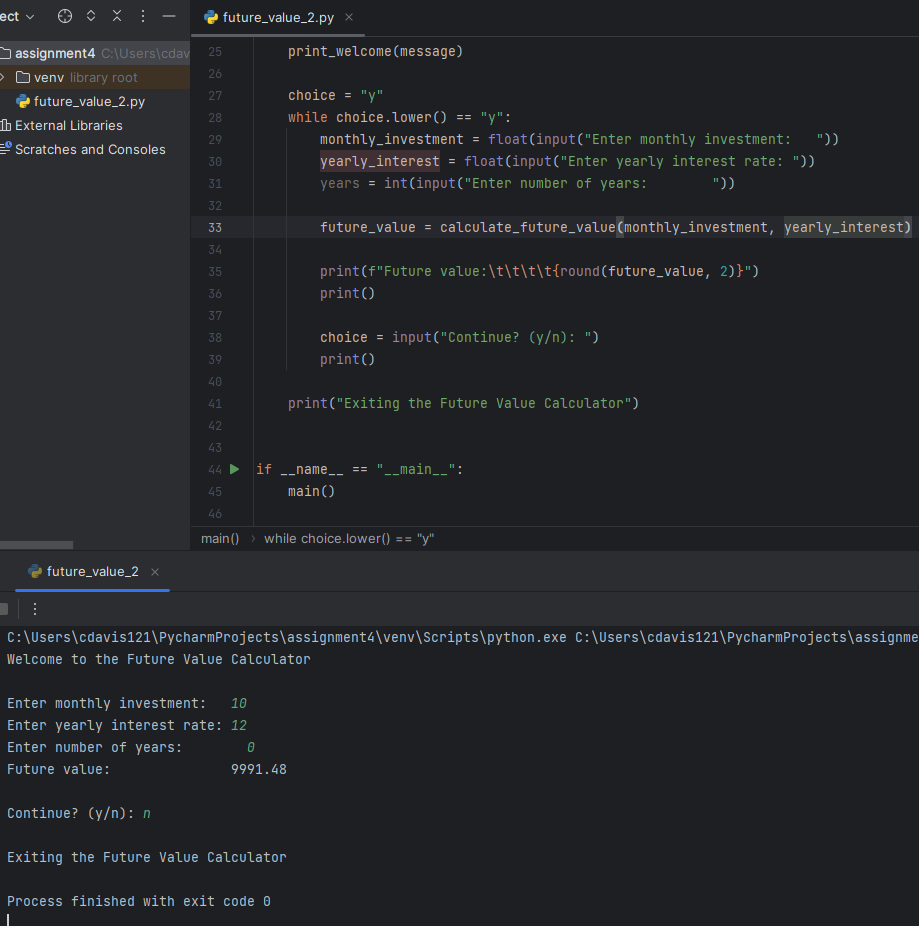 ect
future_value_2.py
assignment4 C:\Users\cdav
venv library root
future_value_2.py
External Libraries
Scratches and Consoles
25     print_welcome(message)
26
27     choice = "y"
28     while choice.lower() == "y":
29         monthly_investment = float(input("Enter monthly investment:   "))
30         yearly_interest = float(input("Enter yearly interest rate: "))
31         years = int(input("Enter number of years:        "))
32
33         future_value = calculate_future_value(monthly_investment, yearly_interest)
34
35         print(f"Future value:\t\t\t\t{round(future_value, 2)}")
36         print()
37
38         choice = input("Continue? (y/n): ")
39         print()
40
41     print("Exiting the Future Value Calculator")
42
43
44 if __name__ == "__main__":
45     main()
46
main() › while choice.lower() == "y"
future_value_2
C:\Users\cdavis121\PycharmProjects\assignment4\venv\Scripts\python.exe C:\Users\cdavis121\PycharmProjects\assignme
Welcome to the Future Value Calculator
Enter monthly investment:   10
Enter yearly interest rate: 12
Enter number of years:        0
Future value:               9991.48
Continue? (y/n): n
Exiting the Future Value Calculator
Process finished with exit code 0